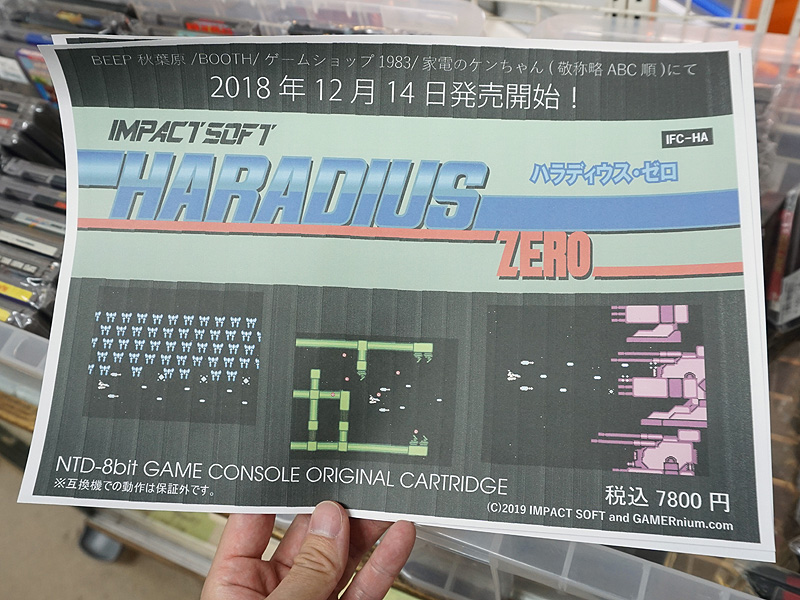 BEEP 秋葉原 /BOOTH/ ゲームショップ 1983/ 家電のケンちゃん ( 敬称略 ABC 順 )にて
2018 年 12 月 14 日発売開始！
IMPACT SOFT
IFC-HA
HARADIUS
ハラディウス・ゼロ
ZERO
NTD-8bit GAME CONSOLE ORIGINAL CARTRIDGE
※互換機での動作は保証外です。
税込 7800 円
(C)2019 IMPACT SOFT and GAMERnium.com